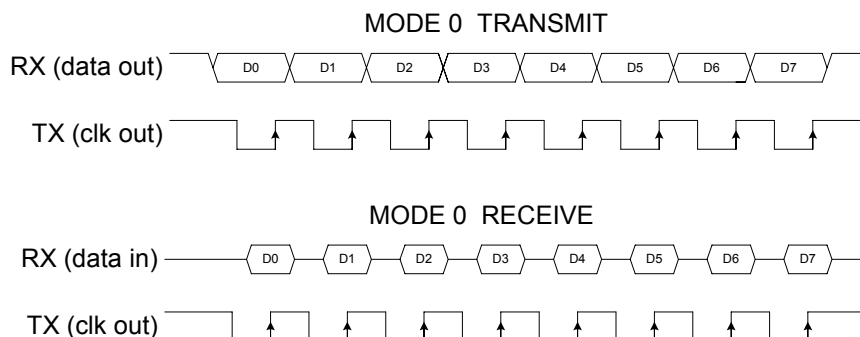 MODE 0 TRANSMIT
RX (data out) D0 D1 D2 D3 D4 D5 D6 D7
TX (clk out)
MODE 0 RECEIVE
RX (data in) D0 D1 D2 D3 D4 D5 D6 D7
TX (clk out)